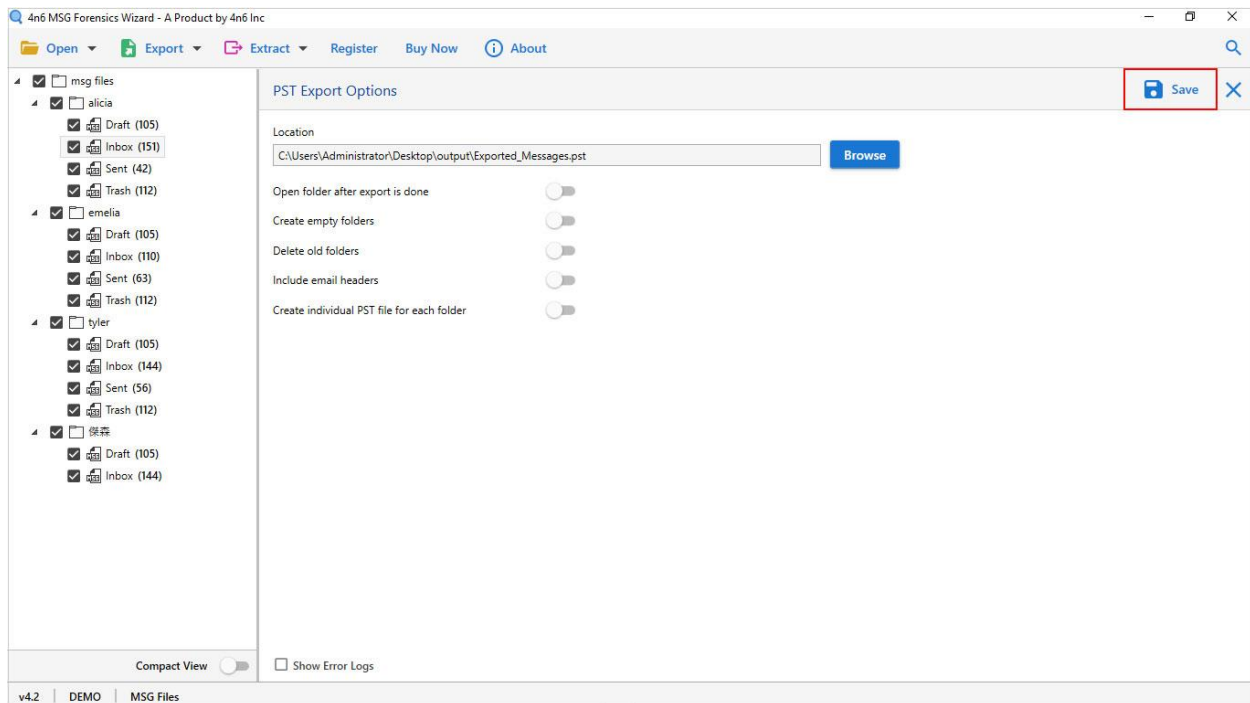 4n6 MSG Forensics Wizard - A Product by 4n6 Inc
Open Export Extract Register Buy Now About
msg files
alicia
Draft (105)
Inbox (151)
Sent (42)
Trash (112)
emelia
Draft (105)
Inbox (110)
Sent (63)
Trash (112)
tyler
Draft (105)
Inbox (144)
Sent (56)
Trash (112)
傑森
Draft (105)
Inbox (144)
PST Export Options
Save
Location
C:\Users\Administrator\Desktop\output\Exported_Messages.pst
Browse
Open folder after export is done
Create empty folders
Delete old folders
Include email headers
Create individual PST file for each folder
Compact View
Show Error Logs
v4.2 DEMO MSG Files